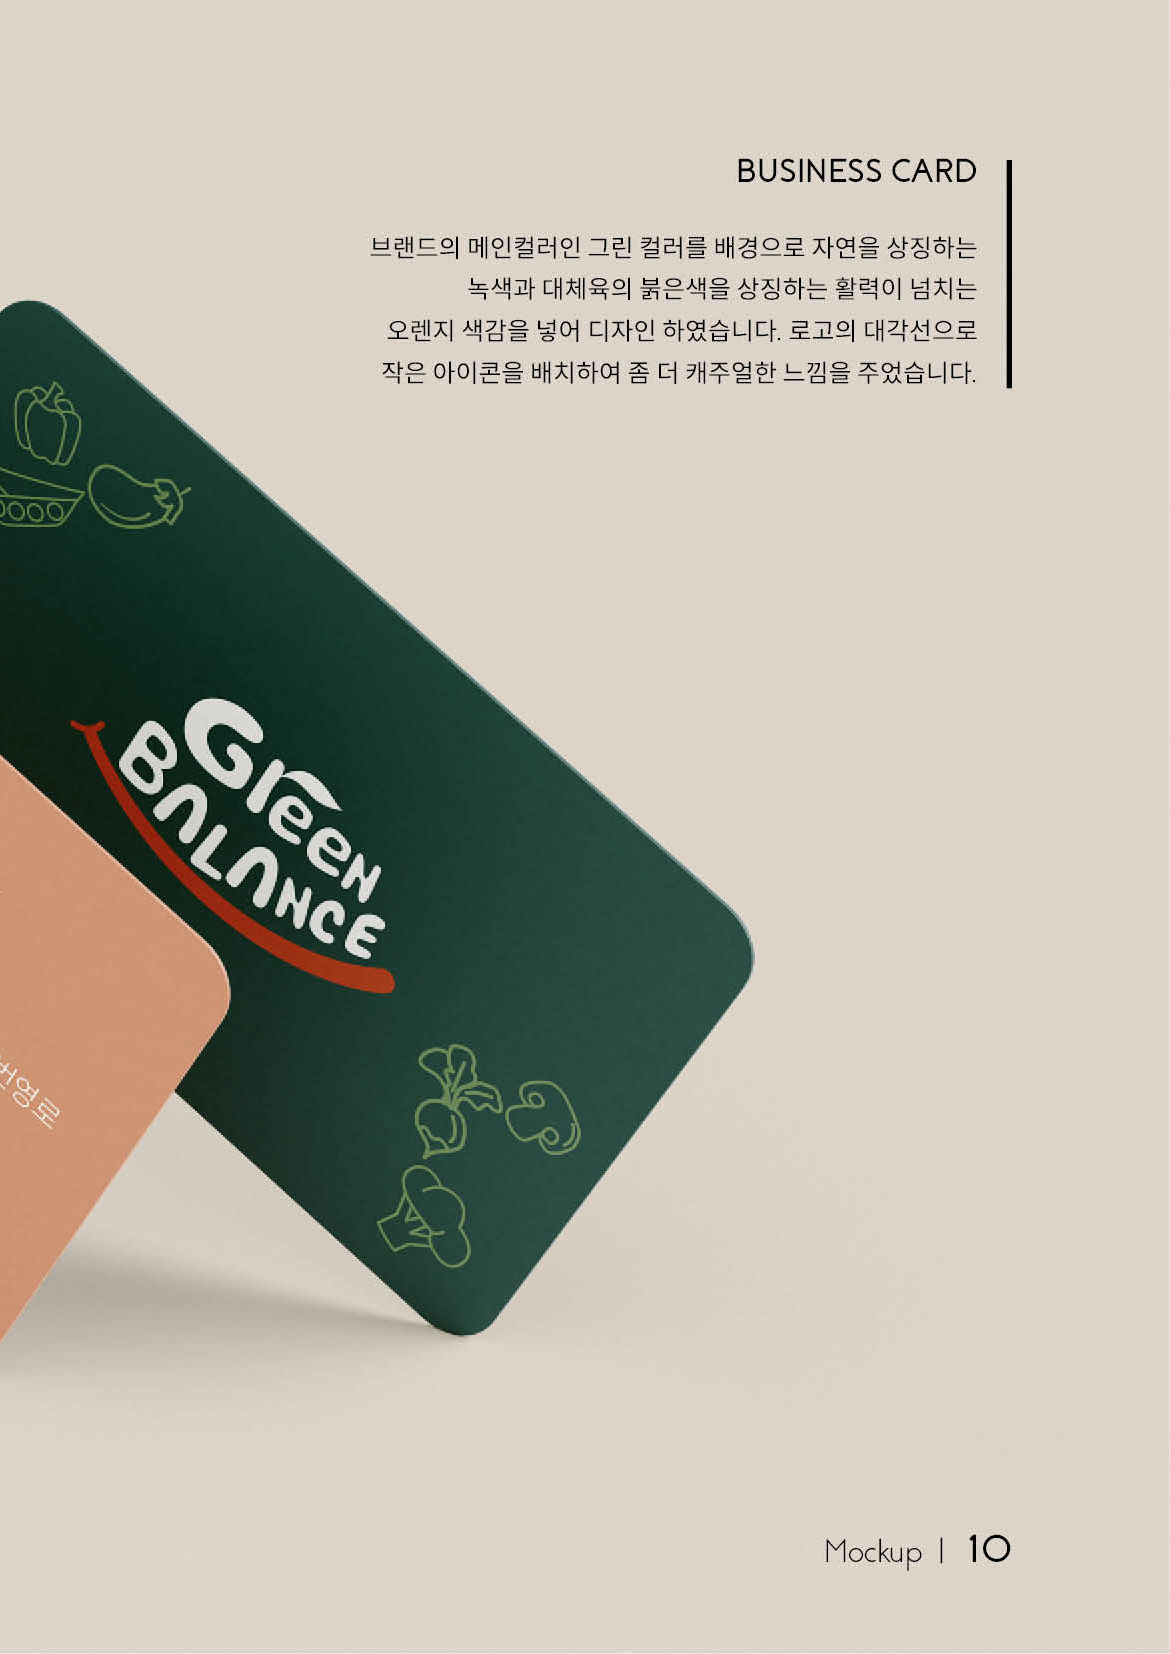 BUSINESS CARD
브랜드의 메인컬러인 그린 컬러를 배경으로 자연을 상징하는
녹색과 대체육의 붉은색을 상징하는 활력이 넘치는
오렌지 색감을 넣어 디자인 하였습니다. 로고의 대각선으로
작은 아이콘을 배치하여 좀 더 캐주얼한 느낌을 주었습니다.
Green
BALANCE
번영로
Mockup | 10